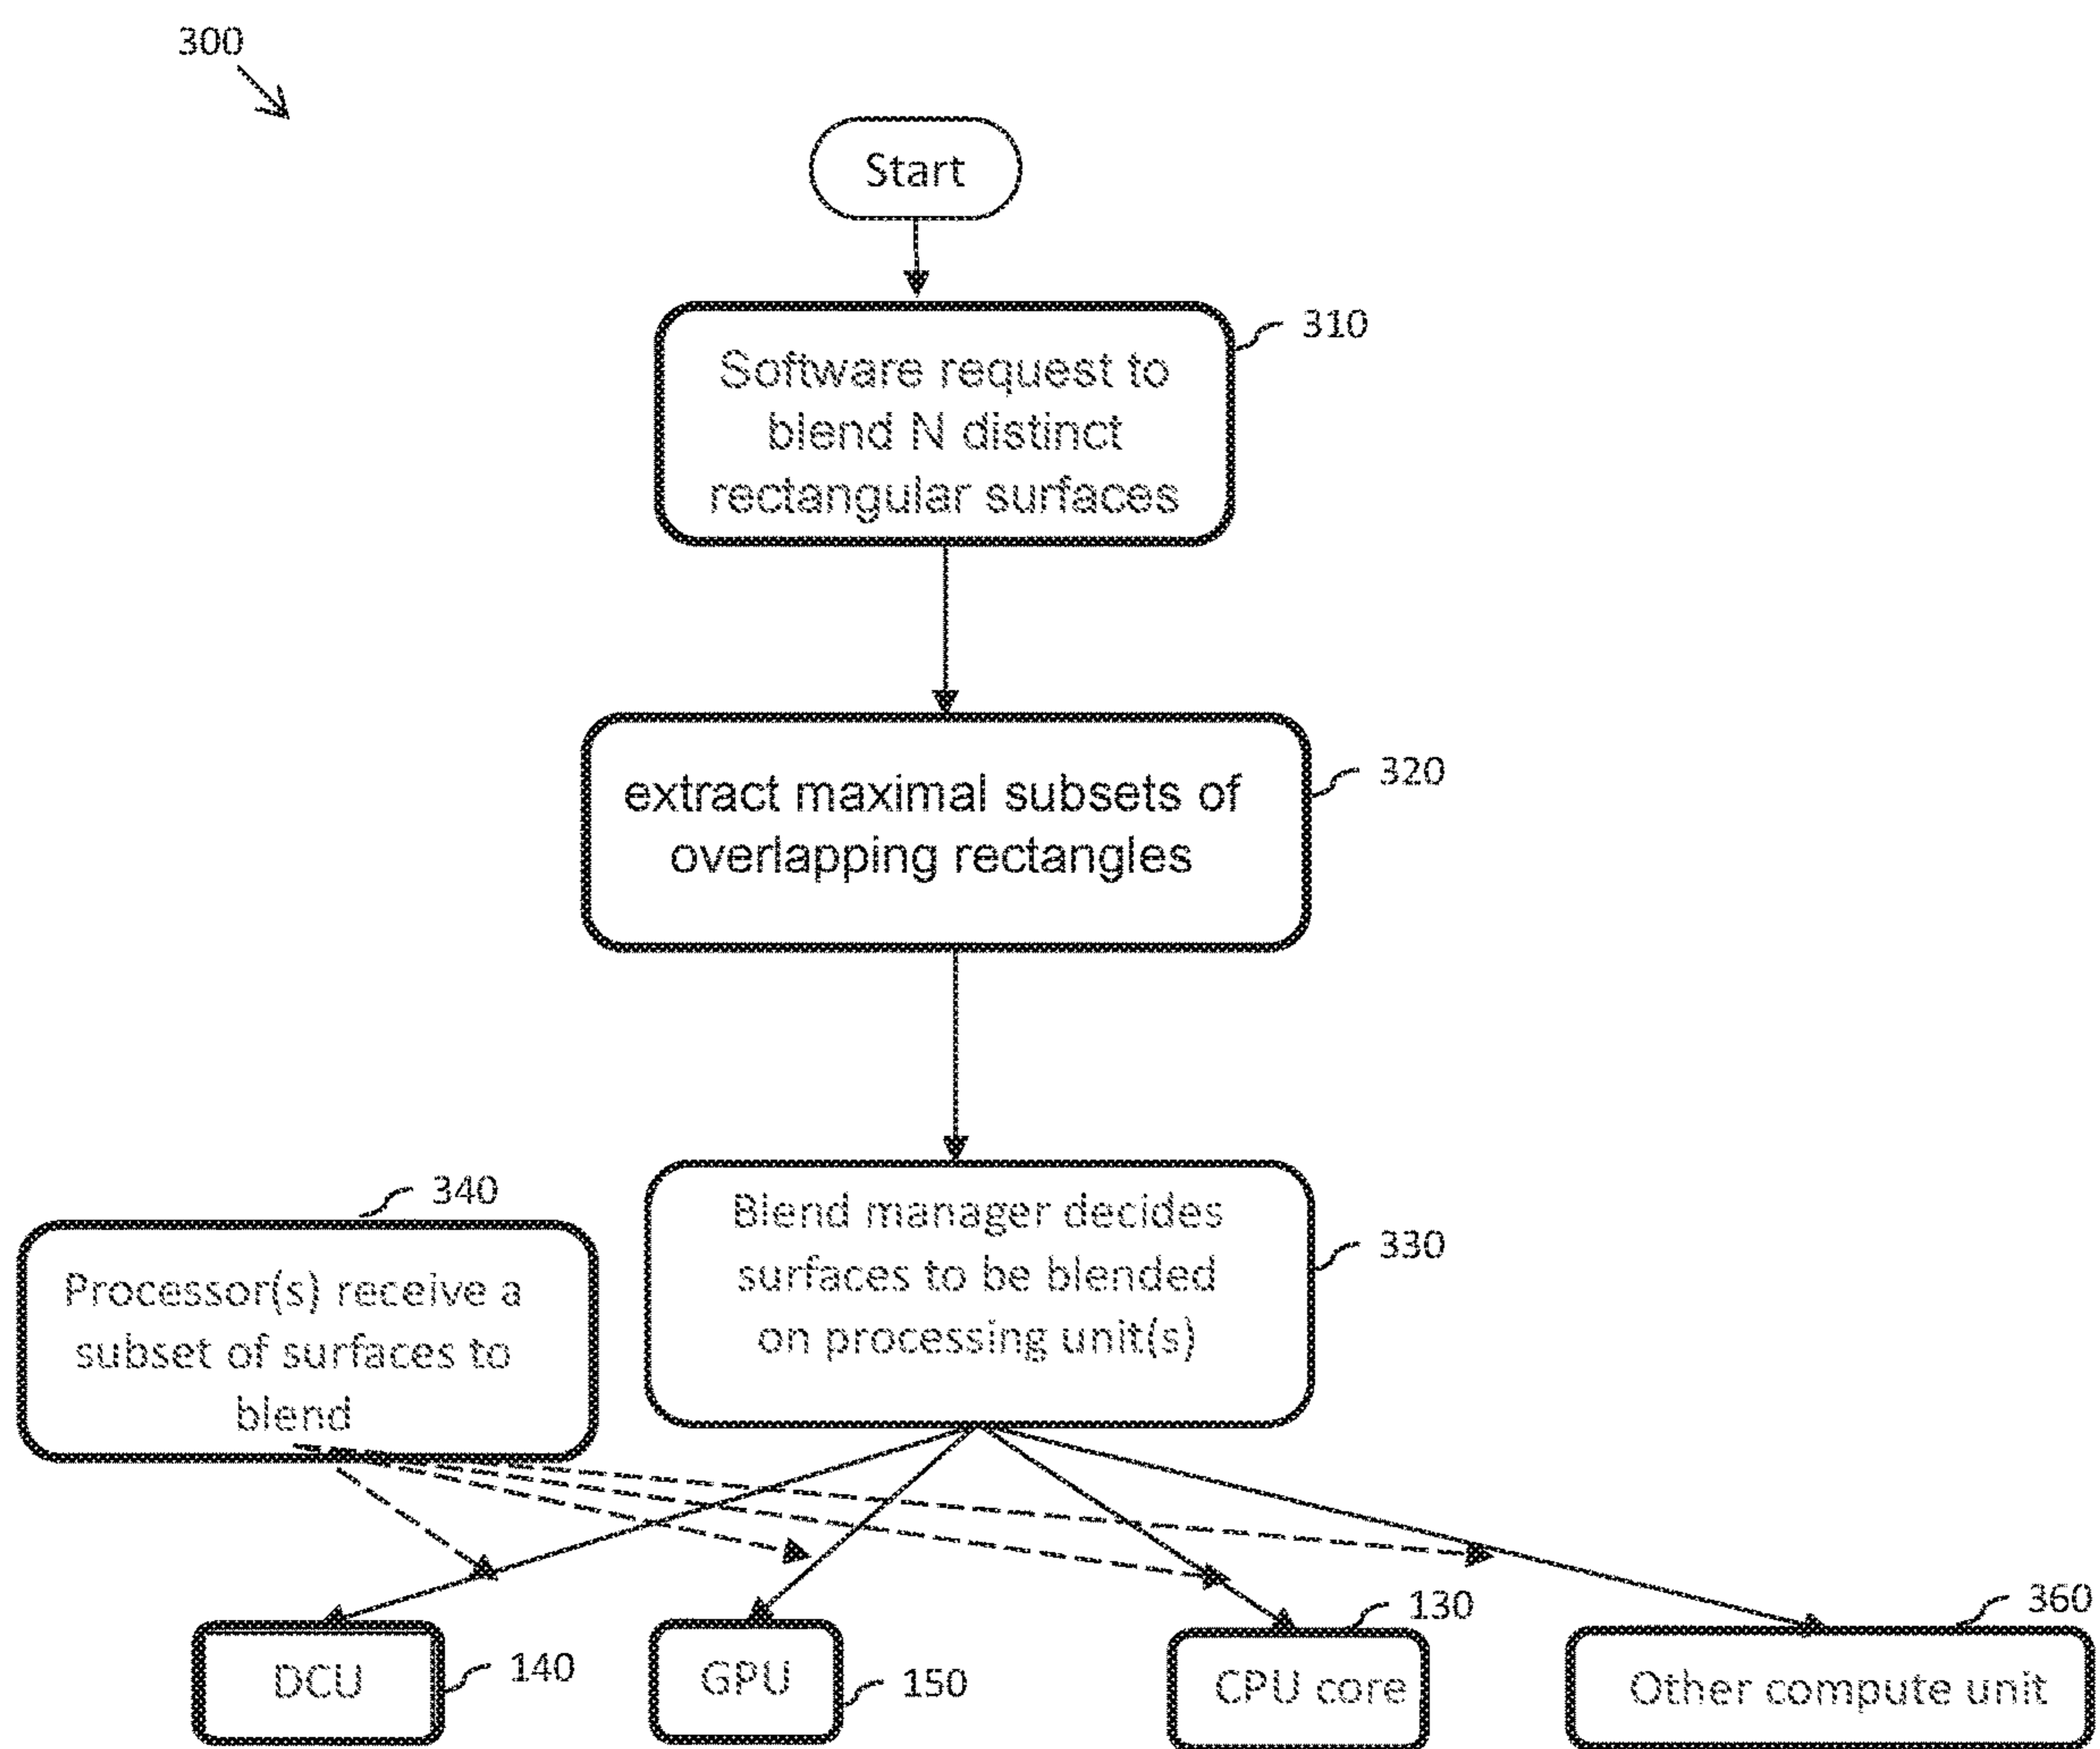 300
Start
310
Software request to
blend N distinct
rectangular surfaces
320
extract maximal subsets of
overlapping rectangles
330
Blend manager decides
surfaces to be blended
on processing unit(s)
340
Processor(s) receive a
subset of surfaces to
blend
DCU
140
GPU
150
130
CPU core
360
Other compute unit